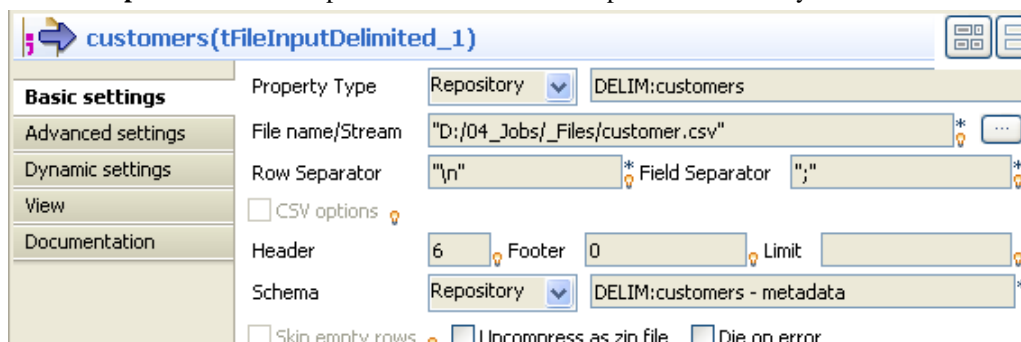 customers(tFileInputDelimited_1)
Basic settings
Advanced settings
Dynamic settings
View
Documentation
Property Type Repository DELIM:customers
File name/Stream "D:/04_Jobs/_Files/customer.csv" * ...
Row Separator "\n" * Field Separator ";" *
CSV options
Header 6 Footer 0 Limit
Schema Repository DELIM:customers - metadata *
Skip empty rows Uncompress as zip file Die on error